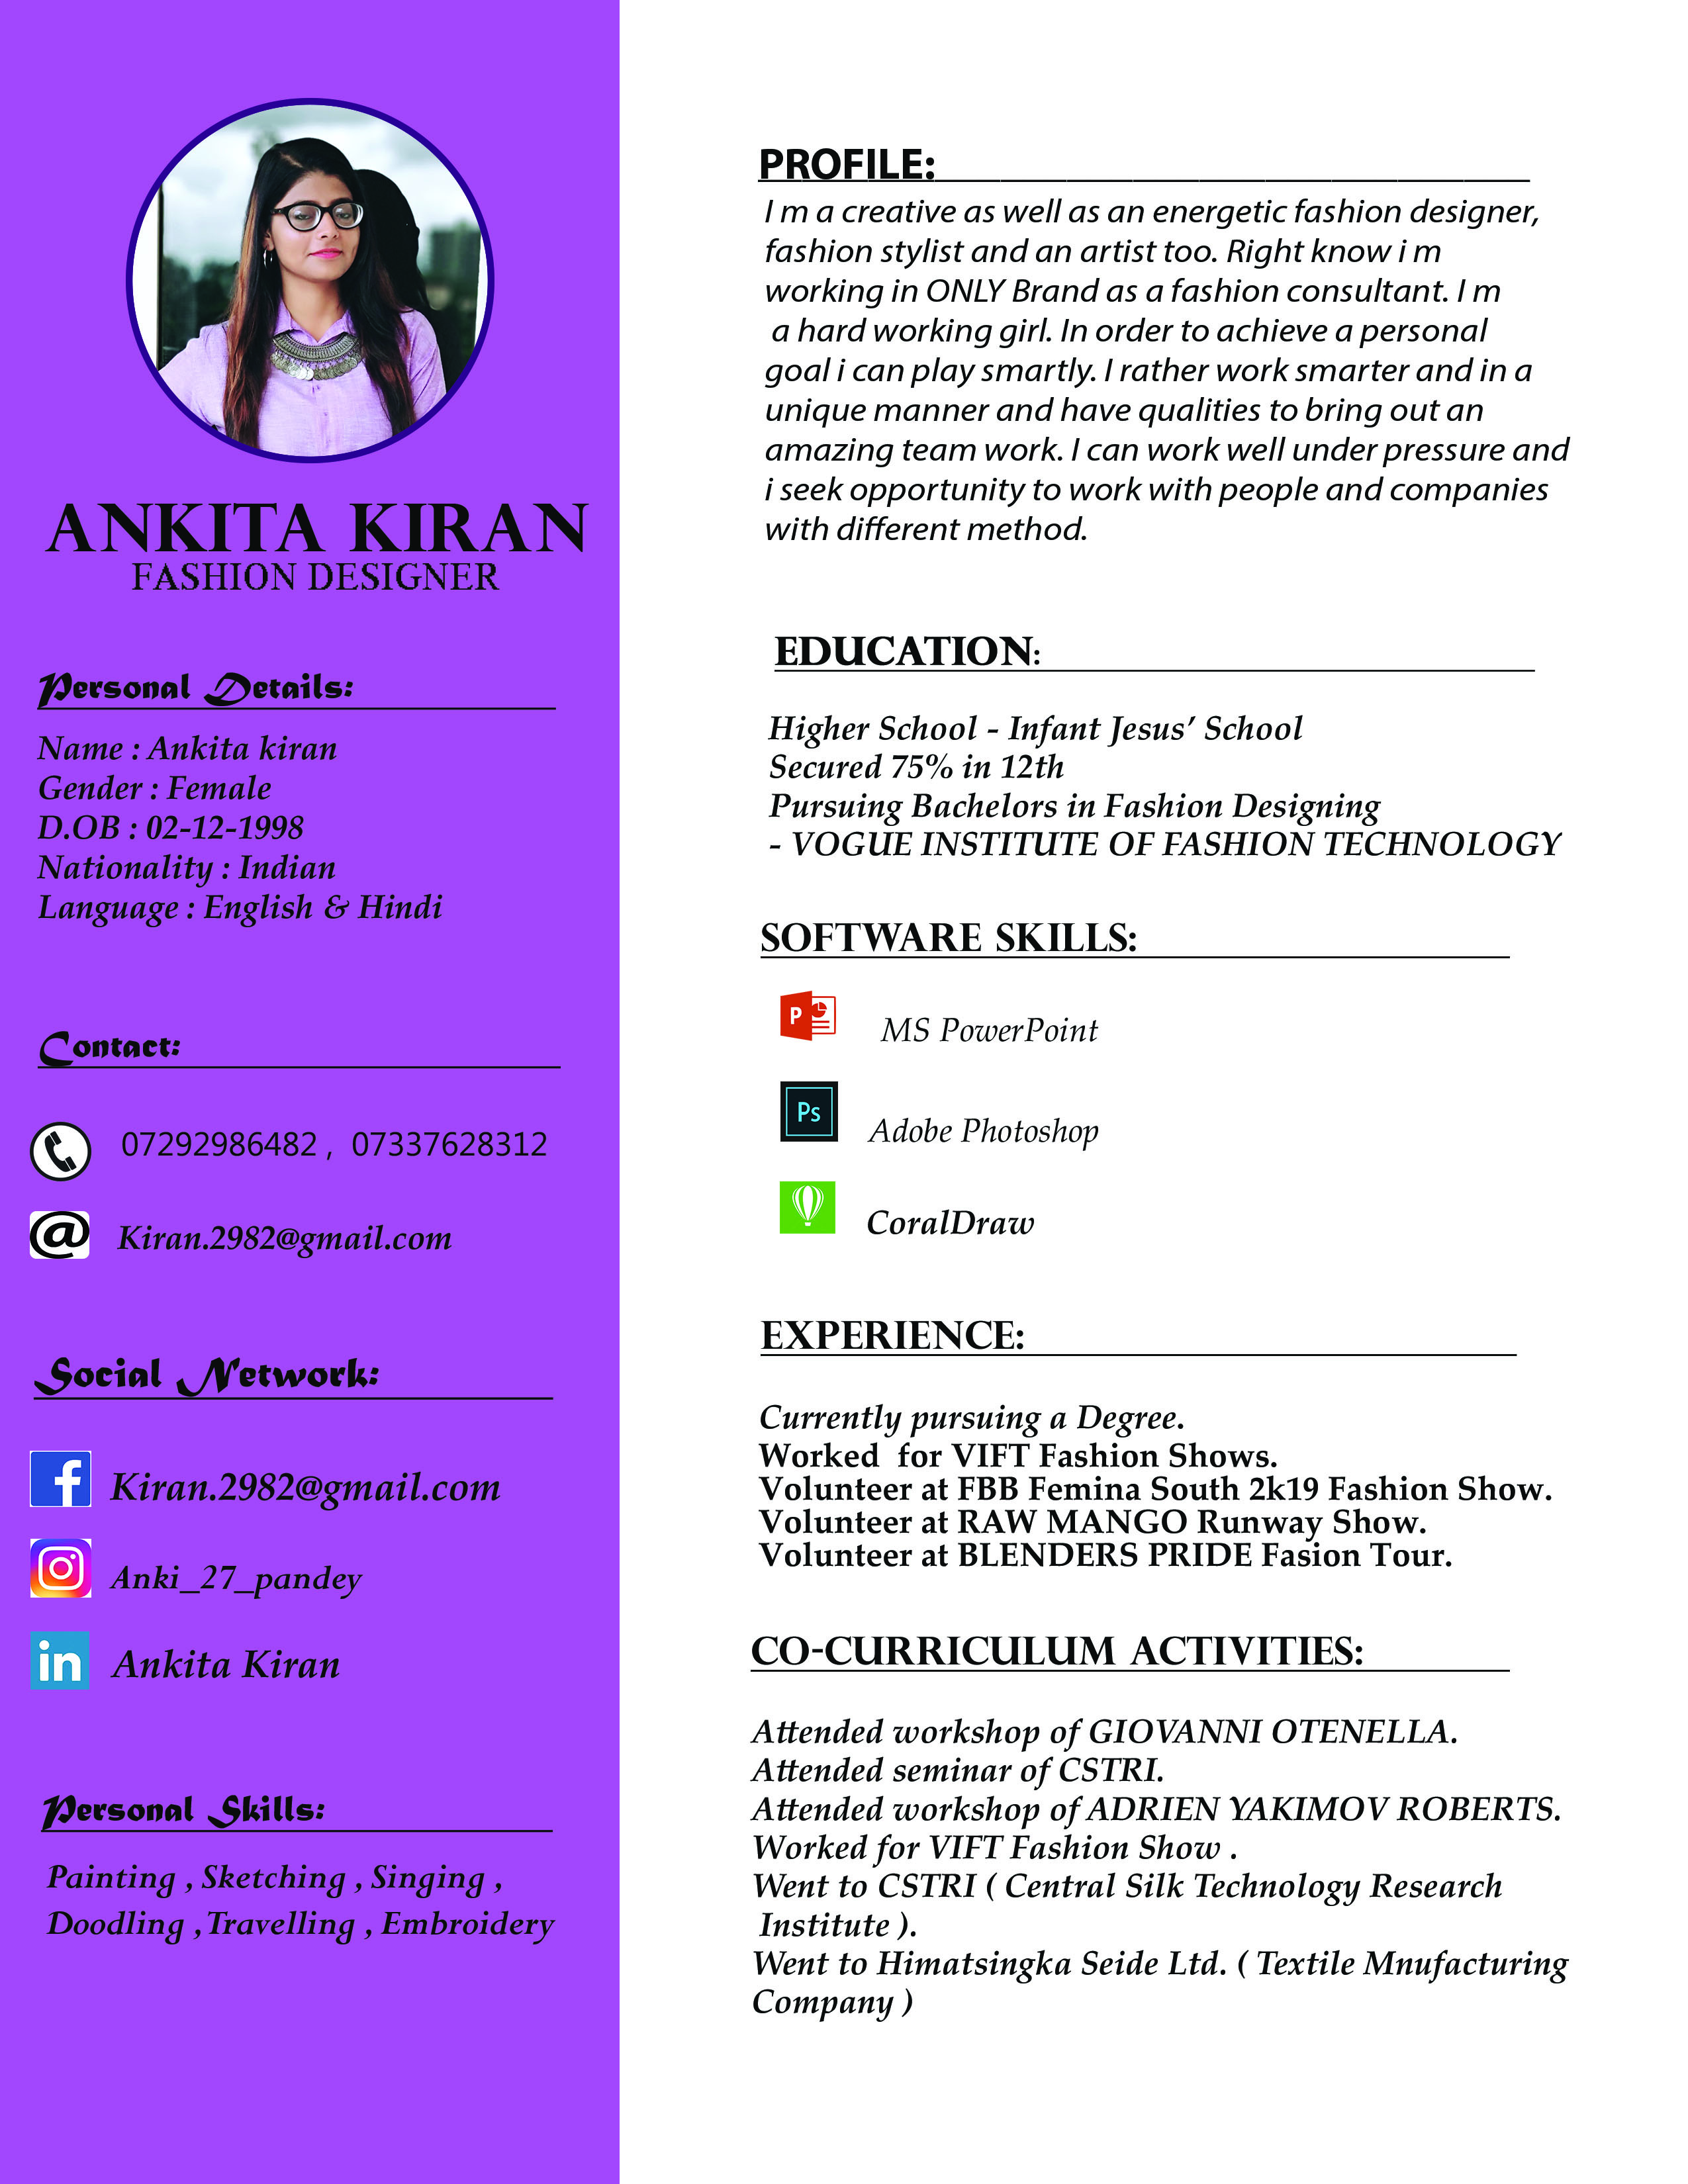 ANKITA KIRAN
FASHION DESIGNER
Personal Details:
Name : Ankita kiran
Gender : Female
D.OB : 02-12-1998
Nationality : Indian
Language : English & Hindi
Contact:
07292986482 , 07337628312
@ Kiran.2982@gmail.com
Social Network:
f Kiran.2982@gmail.com
Anki_27_pandey
in Ankita Kiran
Personal Skills:
Painting , Sketching , Singing ,
Doodling , Travelling , Embroidery
PROFILE:
I m a creative as well as an energetic fashion designer,
fashion stylist and an artist too. Right know i m
working in ONLY Brand as a fashion consultant. I m
a hard working girl. In order to achieve a personal
goal i can play smartly. I rather work smarter and in a
unique manner and have qualities to bring out an
amazing team work. I can work well under pressure and
i seek opportunity to work with people and companies
with different method.
EDUCATION:
Higher School - Infant Jesus’ School
Secured 75% in 12th
Pursuing Bachelors in Fashion Designing
- VOGUE INSTITUTE OF FASHION TECHNOLOGY
SOFTWARE SKILLS:
P MS PowerPoint
Ps Adobe Photoshop
CoralDraw
EXPERIENCE:
Currently pursuing a Degree.
Worked for VIFT Fashion Shows.
Volunteer at FBB Femina South 2k19 Fashion Show.
Volunteer at RAW MANGO Runway Show.
Volunteer at BLENDERS PRIDE Fasion Tour.
CO-CURRICULUM ACTIVITIES:
Attended workshop of GIOVANNI OTENELLA.
Attended seminar of CSTRI.
Attended workshop of ADRIEN YAKIMOV ROBERTS.
Worked for VIFT Fashion Show .
Went to CSTRI ( Central Silk Technology Research
Institute ).
Went to Himatsingka Seide Ltd. ( Textile Mnufacturing
Company )